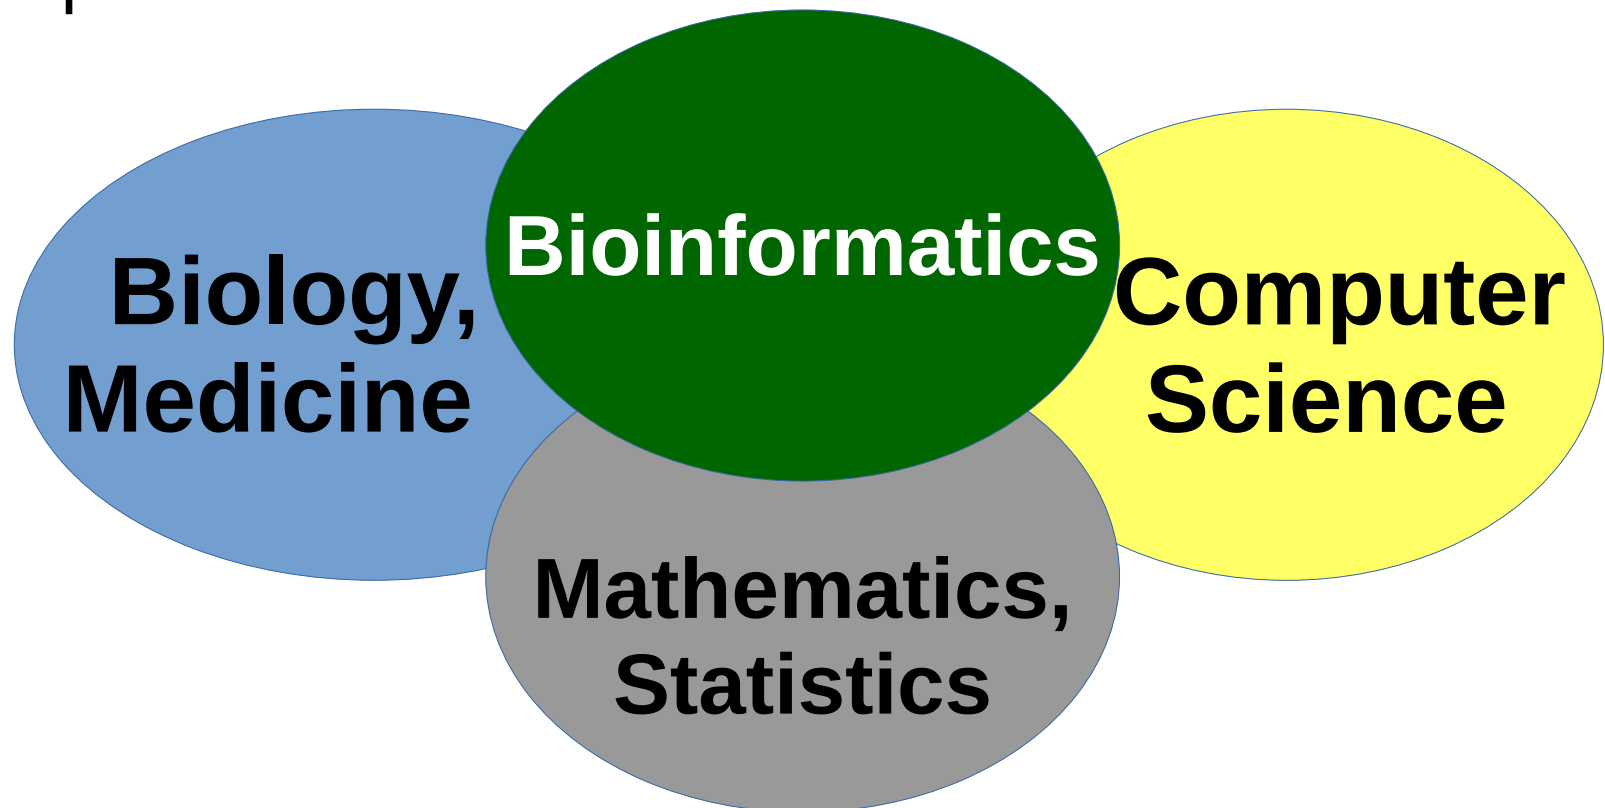 Bioinformatics
Biology,
Medicine
Computer
Science
Mathematics,
Statistics